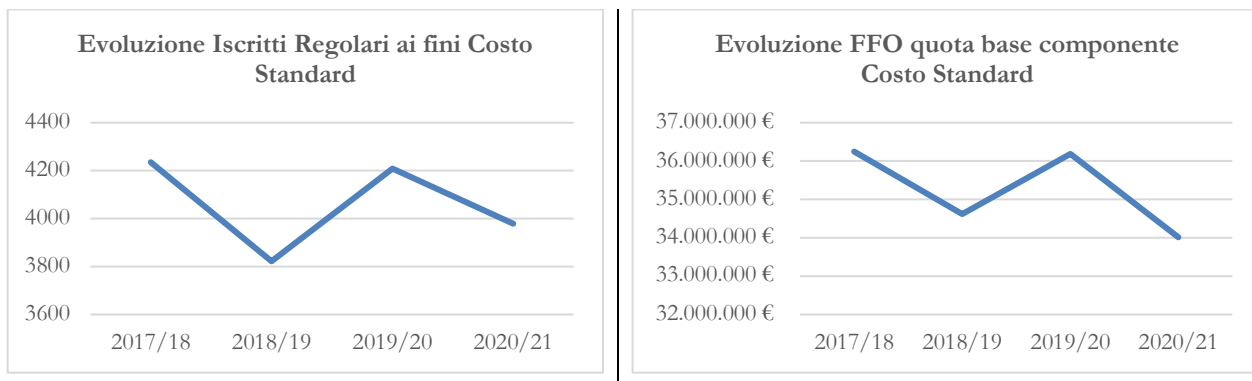 Evoluzione Iscritti Regolari ai fini Costo
Standard
4400
4200
4000
3800
3600
2017/18 2018/19 2019/20 2020/21
Evoluzione FFO quota base componente
Costo Standard
37.000.000 €
36.000.000 €
35.000.000 €
34.000.000 €
33.000.000 €
32.000.000 €
2017/18 2018/19 2019/20 2020/21